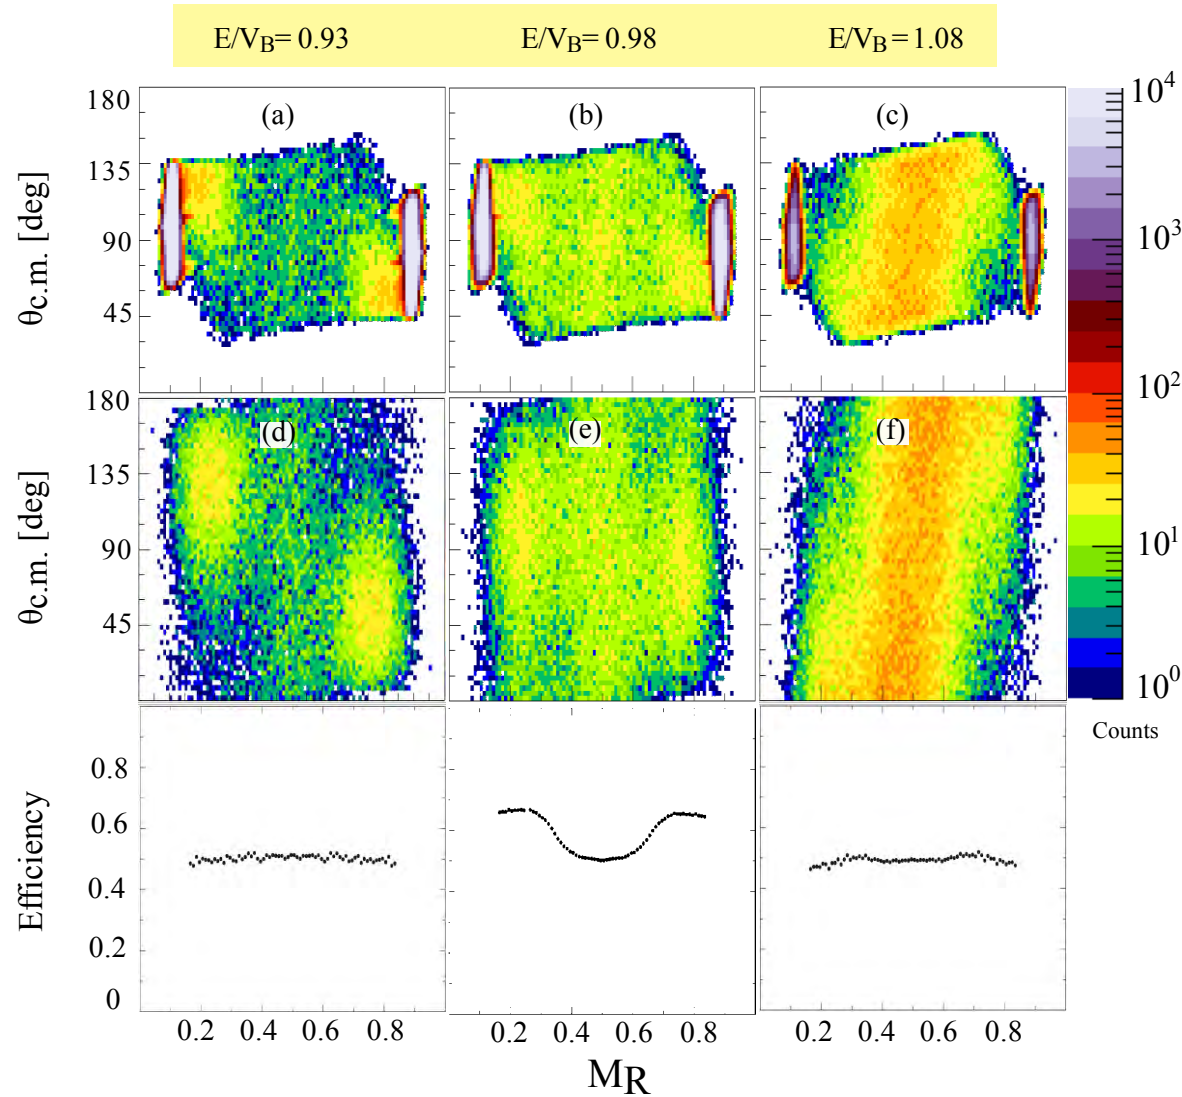 E/VB= 0.93 E/VB= 0.98 E/VB= 1.08
(a) (b) (c)
180
135
90
45
θc.m. [deg]
10⁴
10³
10²
10¹
10⁰
Counts
(d) (e) (f)
180
135
90
45
θc.m. [deg]
0.8
0.6
0.4
0.2
0
Efficiency
0.2 0.4 0.6 0.8 0.2 0.4 0.6 0.8 0.2 0.4 0.6 0.8
MR